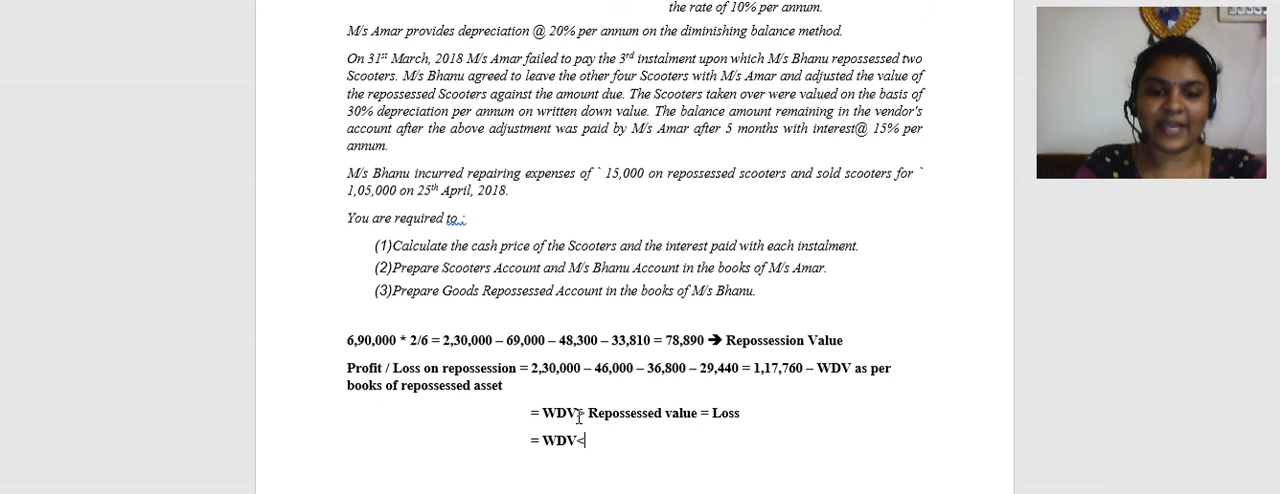 the rate of 10% per annum.
M/s Amar provides depreciation @ 20% per annum on the diminishing balance method.
On 31st March, 2018 M/s Amar failed to pay the 3rd instalment upon which M/s Bhanu repossessed two
Scooters. M/s Bhanu agreed to leave the other four Scooters with M/s Amar and adjusted the value of
the repossessed Scooters against the amount due. The Scooters taken over were valued on the basis of
30% depreciation per annum on written down value. The balance amount remaining in the vendor's
account after the above adjustment was paid by M/s Amar after 5 months with interest@ 15% per
annum.
M/s Bhanu incurred repairing expenses of ` 15,000 on repossessed scooters and sold scooters for `
1,05,000 on 25th April, 2018.
You are required to :
(1)Calculate the cash price of the Scooters and the interest paid with each instalment.
(2)Prepare Scooters Account and M/s Bhanu Account in the books of M/s Amar.
(3)Prepare Goods Repossessed Account in the books of M/s Bhanu.
6,90,000 * 2/6 = 2,30,000 – 69,000 – 48,300 – 33,810 = 78,890 ➔ Repossession Value
Profit / Loss on repossession = 2,30,000 – 46,000 – 36,800 – 29,440 = 1,17,760 – WDV as per
books of repossessed asset
= WDV> Repossessed value = Loss
= WDV<